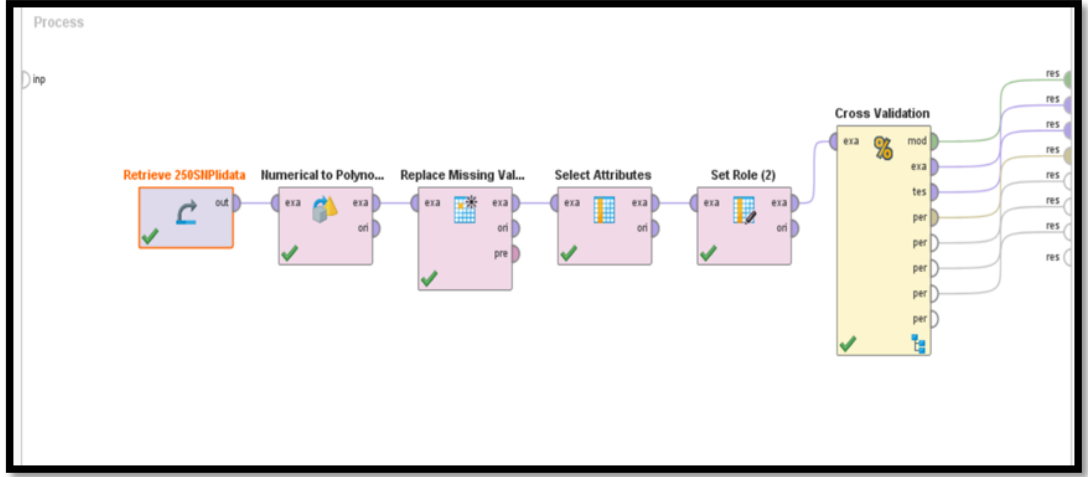 Process
inp
Retrieve 250SNPlidata
out
Numerical to Polyno...
exa
exa
ori
Replace Missing Val...
exa
exa
ori
pre
Select Attributes
exa
exa
ori
Set Role (2)
exa
exa
ori
Cross Validation
exa
%
mod
exa
tes
per
per
per
per
per
res
res
res
res
res
res
res
res